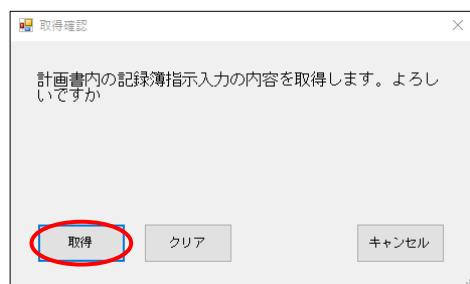 取得確認
計画書内の記録簿指示入力の内容を取得します。よろし
いですか
取得
クリア
キャンセル